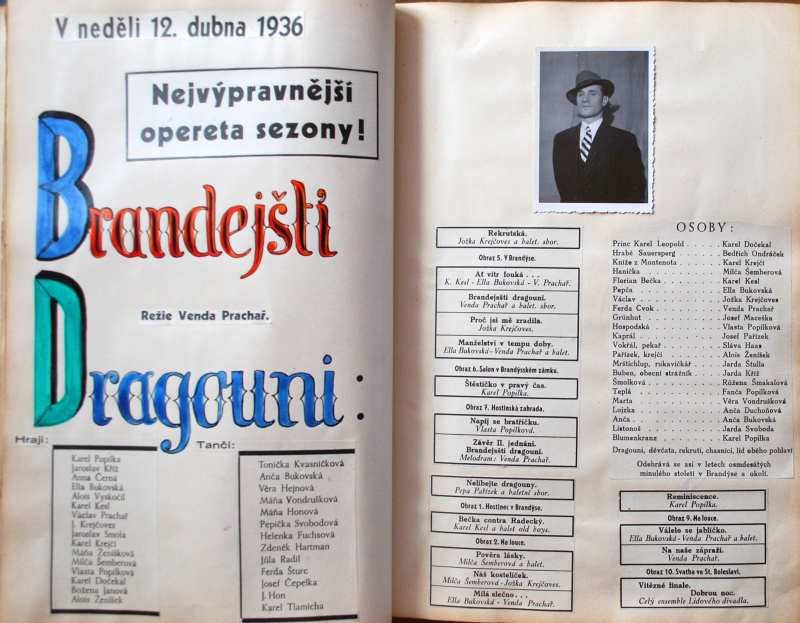 V neděli 12. dubna 1936
Nejvýpravnější
opereta sezony!
Brandejští
Režie Venda Prachař.
Dragouni:
Hrají:
Karel Popilka
Jaroslav Kříž
Anna Černá
Ella Bukovská
Alois Vyskočil
Karel Kesl
Václav Prachař
J. Krejčoves
Jaroslav Smola
Karel Krejčí
Máňa Ženíšková
Milča Šemberová
Vlasta Popilková
Karel Dočekal
Božena Janová
Alois Ženíšek
Tančí:
Tonička Kvasničková
Anča Bukovská
Věra Hejnová
Máňa Vondrušková
Máňa Honová
Pepička Svobodová
Helenka Fuchsová
Zdeněk Hartman
Jůla Radil
Ferda Šturc
Josef Čepelka
J. Hon
Karel Tlamicha
Rekrutská.
Jožka Krejčoves a balet. sbor.
Obraz 5. V Brandýse.
Ať vítr fouká . . .
K. Kesl - Ella Bukovská - V. Prachař.
Brandejští dragouni.
Venda Prachař a balet. sbor.
Proč jsi mě zradila.
Jožka Krejčoves.
Manželství v tempu doby.
Ella Bukovská-Venda Prachař a balet.
Obraz 6. Salon v Brandýsském zámku.
Štěstíčko v pravý čas.
Karel Popilka.
Obraz 7. Hostinská zahrada.
Napij se bratříčku.
Vlasta Popilková.
Závěr II. jednání.
Brandejští dragouni.
Melodram: Venda Prachař.
Nelibejte dragouny.
Pepa Pařízek a baletní sbor.
Obraz 1. Hostinec v Brandýse.
Bečka contra Radecký.
Karel Kesl a balet old boys.
Obraz 2. Na louce.
Pověra lásky.
Milča Šemberová a balet.
Náš kostelíček.
Milča Šemberová-Jožka Krejčoves.
Milá slečno . . .
Ella Bukovská - Venda Prachař.
OSOBY:
Princ Karel Leopold . . . . . Karel Dočekal
Hrabě Sauersperg . . . . . Bedřich Ondráček
Kníže z Montenota . . . . . Karel Krejčí
Hanička . . . . . Milča Šemberová
Florian Bečka . . . . . Karel Kesl
Pepča . . . . . Ella Bukovská
Václav . . . . . Jožka Krejčoves
Ferda Cvok . . . . . Venda Prachař
Grünhut . . . . . Josef Maceška
Hospodská . . . . . Vlasta Popilková
Kaprál . . . . . Josef Pařízek
Vokřál, pekař . . . . . Sláva Haas
Pařízek, krejčí . . . . . Alois Ženíšek
Mrštichlup, rukavičkář . . . . . Jarda Štulla
Buben, obecní strážník . . . . . Jarda Kříž
Šmolková . . . . . Růžena Šmakalová
Teplá . . . . . Fanča Popilková
Marta . . . . . Věra Vondrušková
Lojzka . . . . . Anča Duchoňová
Anča . . . . . Anča Bukovská
Listonoš . . . . . Jarda Svoboda
Blumenkranz . . . . . Karel Popilka
Dragouni, děvčata, rekruti, chasníci, lid obého pohlaví
Odehrává se asi v letech osmdesátých
minulého století v Brandýse a okolí.
Reminiscence.
Karel Popilka.
Obraz 9. Na louce.
Válelo se jablíčko.
Ella Bukovská-Venda Prachař a balet.
Na naše zápraží.
Venda Prachař.
Obraz 10. Svatba ve St. Boleslavi.
Vítězné finale.
Dobrou noc.
Celý ensemble Lidového divadla.